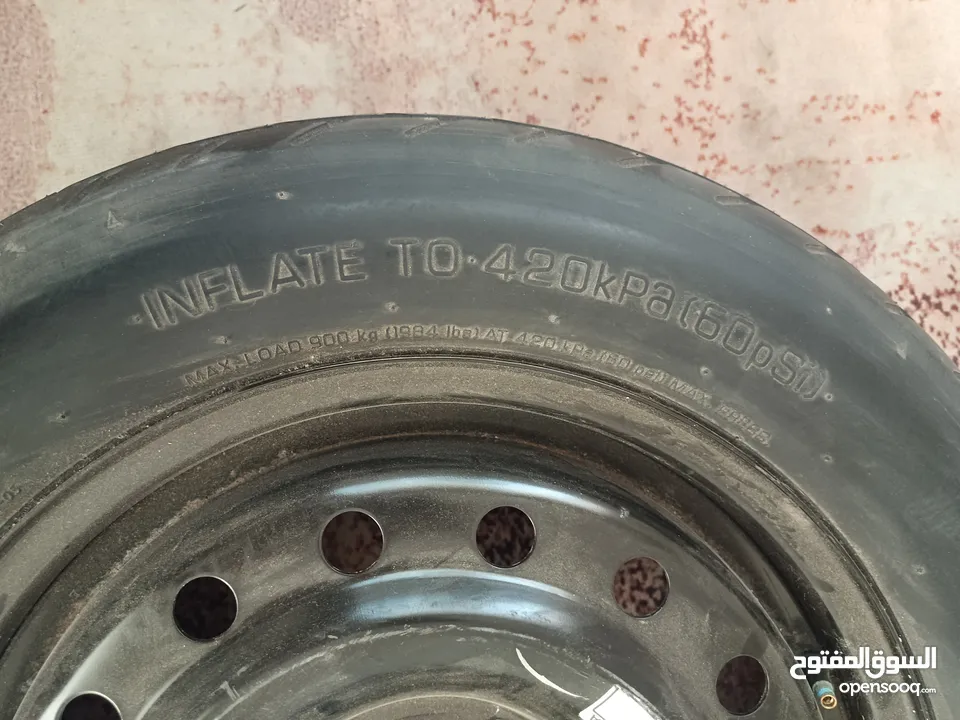 INFLATE TO 420kPa (60pSi)
MAX. LOAD 900 kg (1984 lbs) AT 420 kPa (60 psi) MAX.
السوق المفتوح
opensooq.com